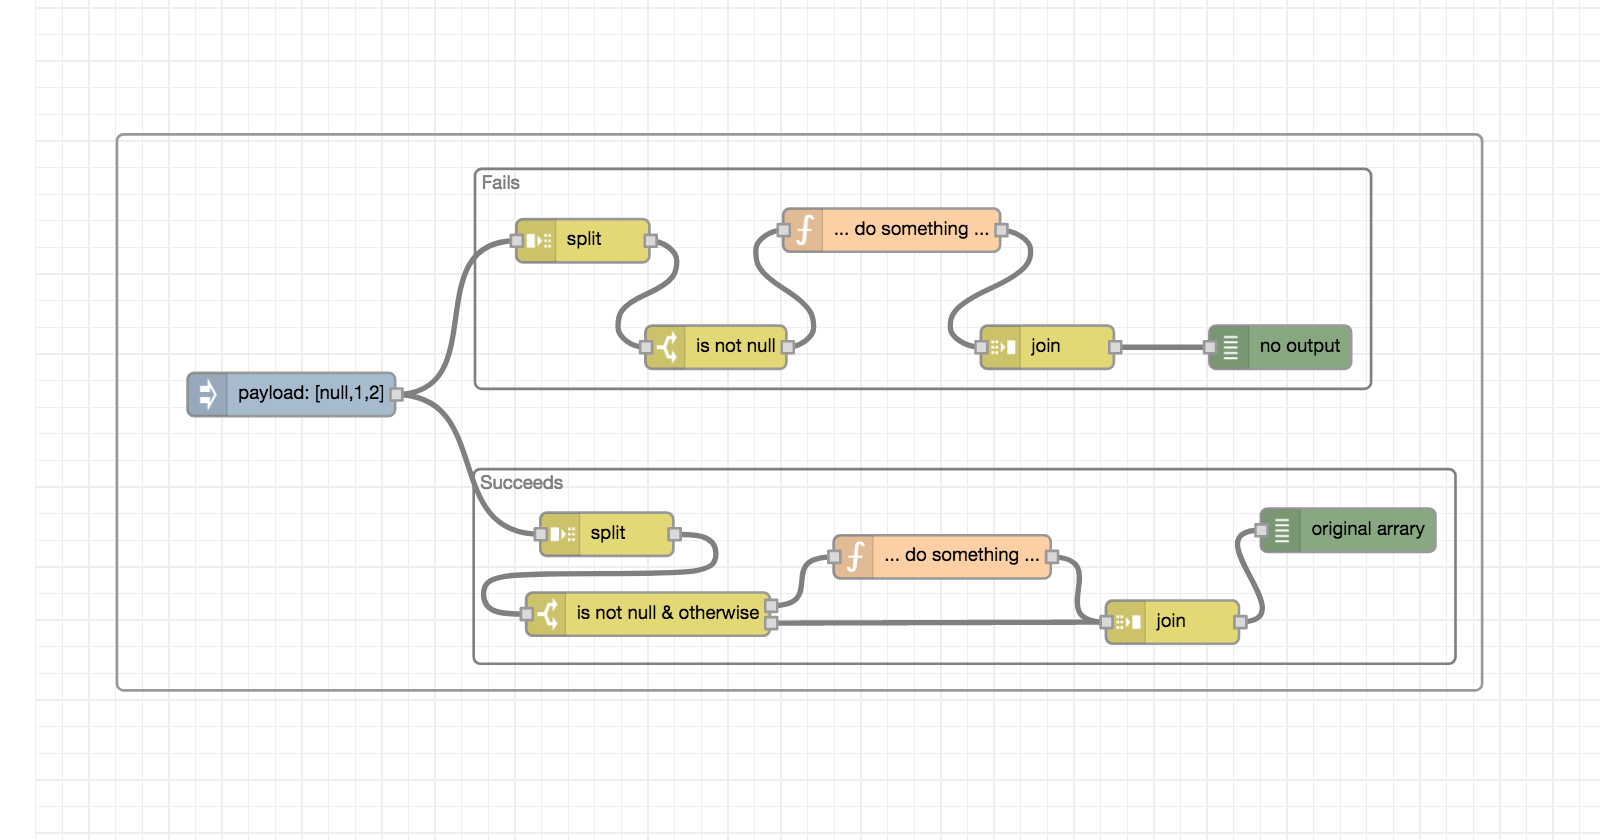 Fails
split
... do something ...
is not null
join
no output
payload: [null,1,2]
Succeeds
split
original arrary
... do something ...
is not null & otherwise
join